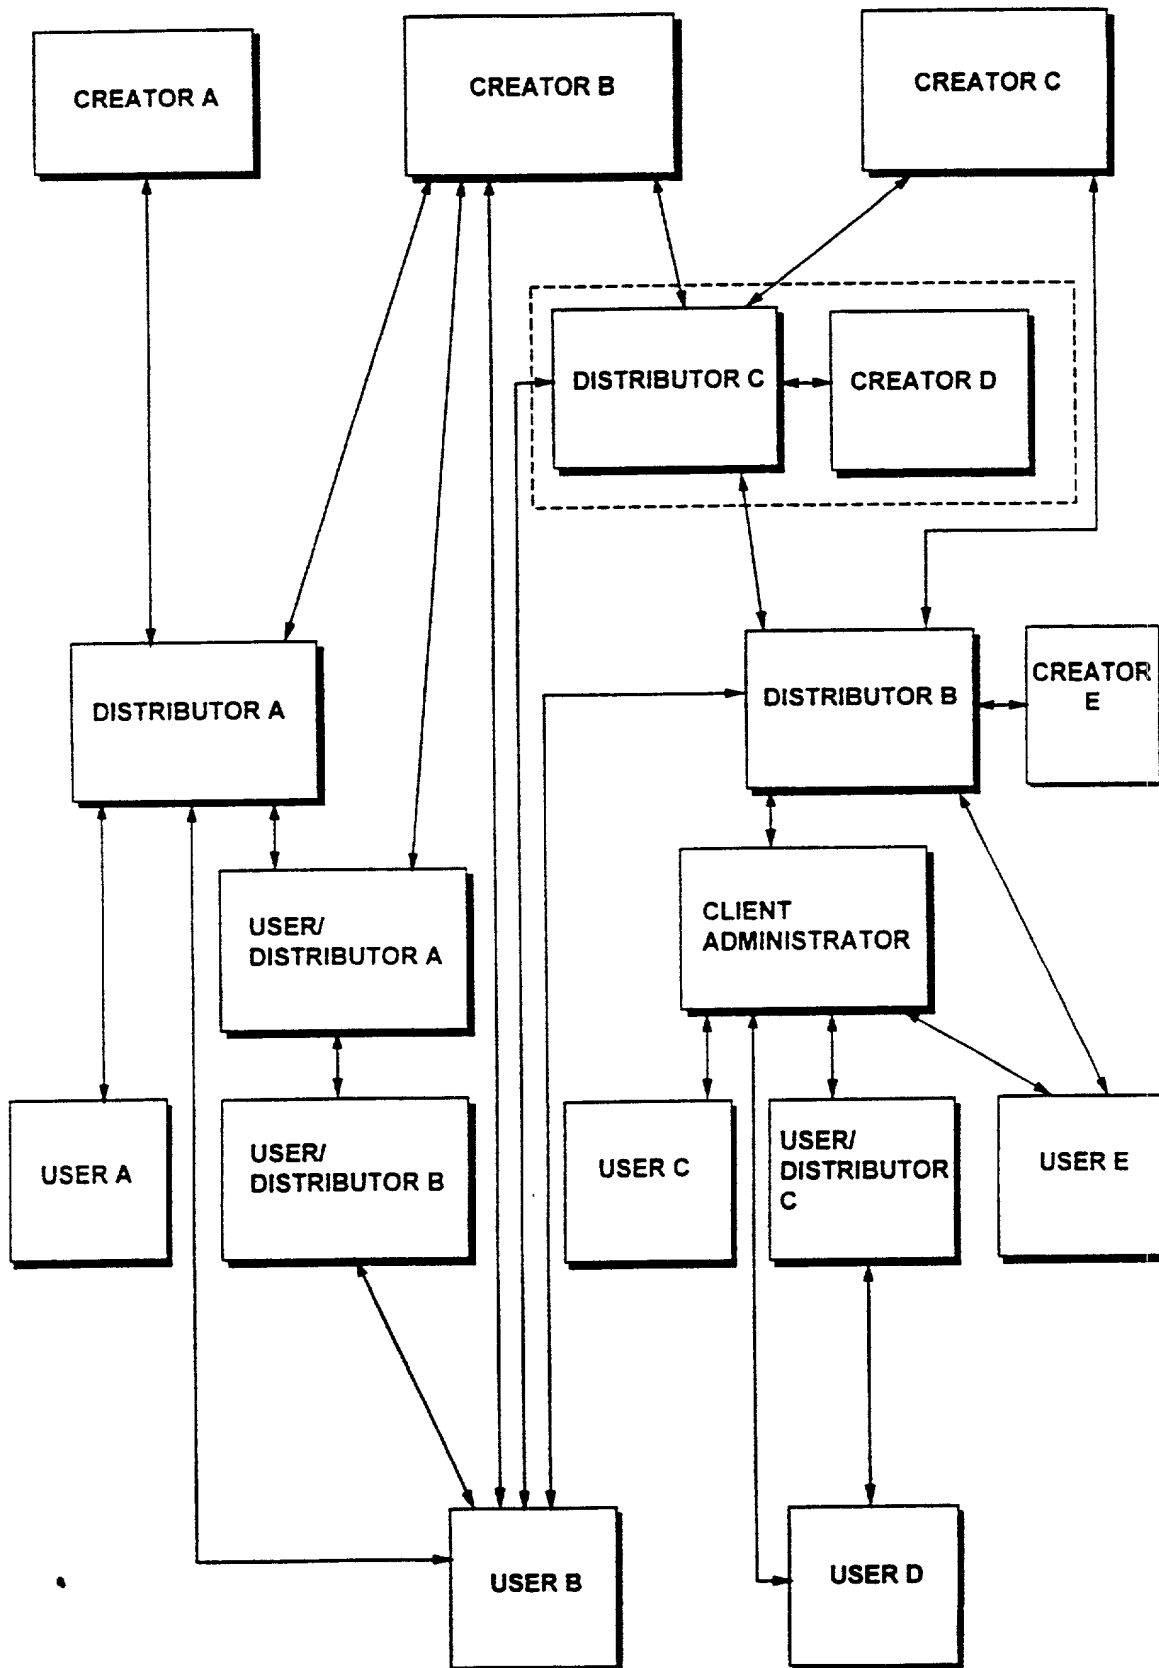 CREATOR A
CREATOR B
CREATOR C
DISTRIBUTOR C
CREATOR D
DISTRIBUTOR A
DISTRIBUTOR B
CREATOR
E
USER/
DISTRIBUTOR A
CLIENT
ADMINISTRATOR
USER A
USER/
DISTRIBUTOR B
USER C
USER/
DISTRIBUTOR
C
USER E
USER B
USER D